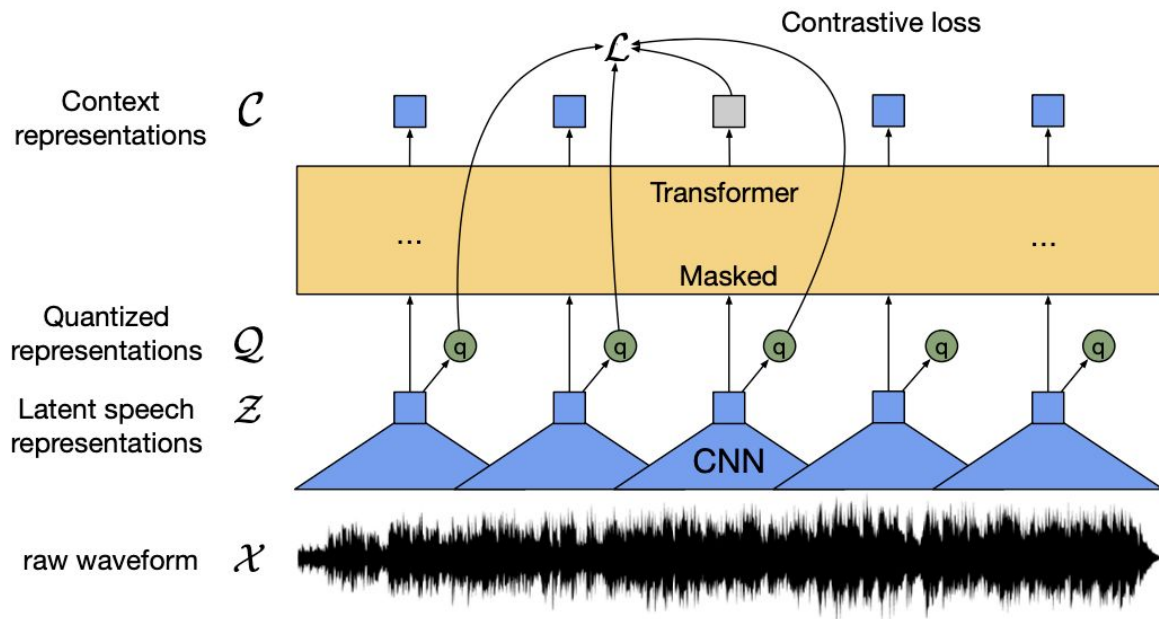 Contrastive loss
ℒ
Context
representations 𝒞
Transformer
... ...
Masked
Quantized
representations 𝒬
q q q q q
Latent speech
representations 𝒵
CNN
raw waveform 𝒳